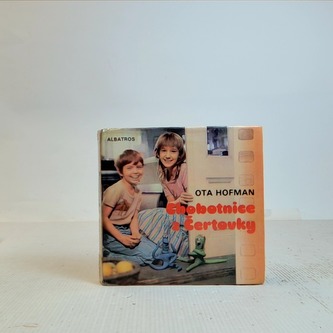 ALBATROS
OTA HOFMAN
Chobotnice
z Čertovky